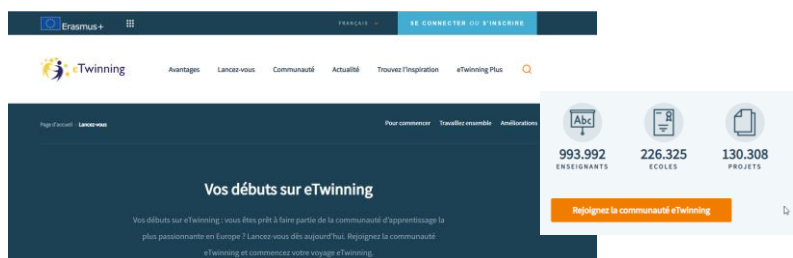 Erasmus+
FRANÇAIS
SE CONNECTER OU S'INSCRIRE
eTwinning
Avantages Lancez-vous Communauté Actualité Trouvez l'inspiration eTwinning Plus
Page d'accueil Lancez-vous
Pour commencer Travaillez ensemble Améliorations
Vos débuts sur eTwinning
Vos débuts sur eTwinning : vous êtes prêt à faire partie de la communauté d'apprentissage la
plus passionnante en Europe ? Lancez-vous dès aujourd'hui. Rejoignez la communauté
eTwinning et commencez votre voyage eTwinning.
Abc
993.992 226.325 130.308
ENSEIGNANTS ECOLES PROJETS
Rejoignez la communauté eTwinning